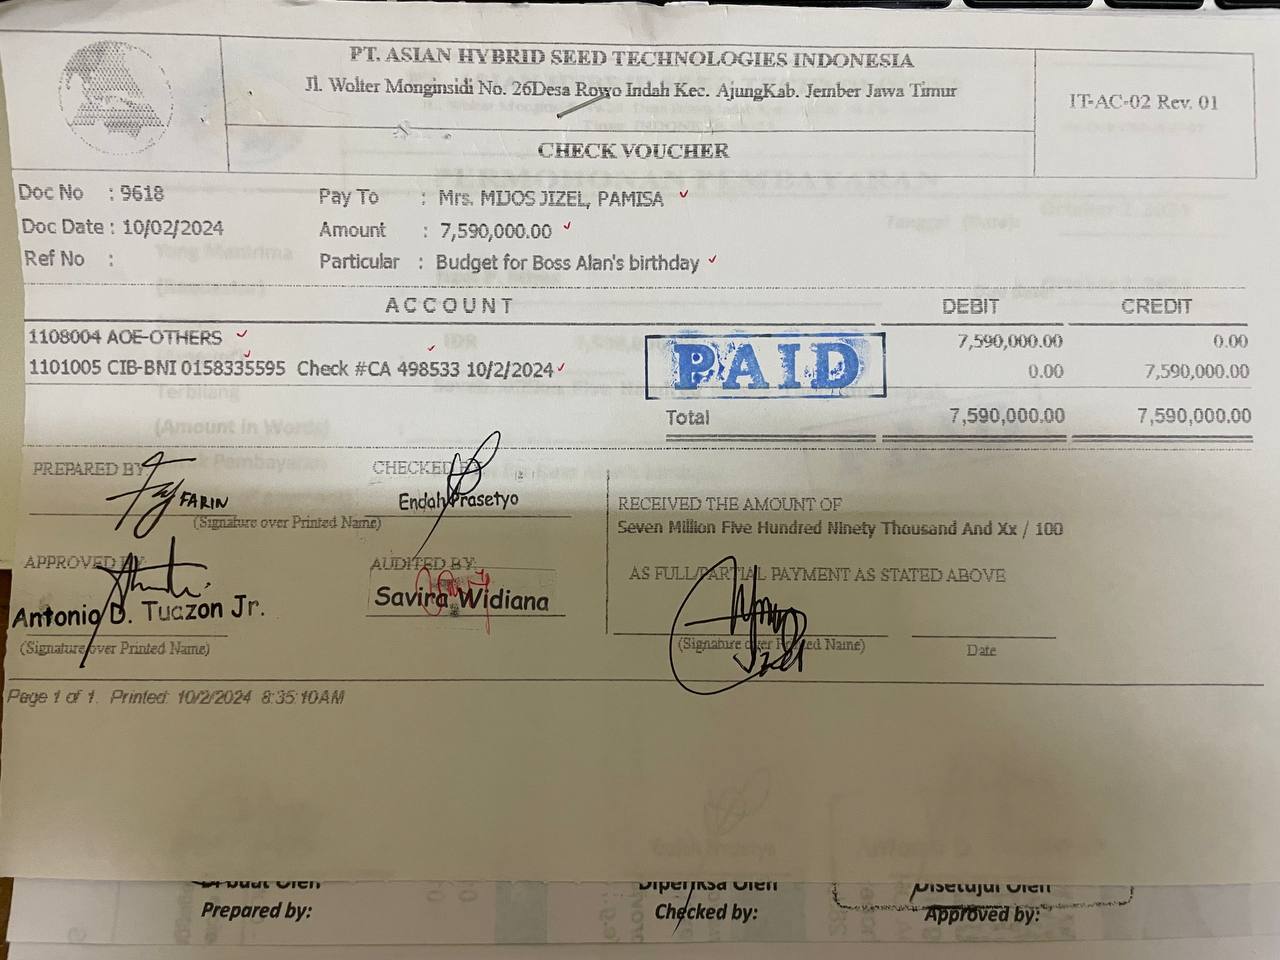 PT. ASIAN HYBRID SEED TECHNOLOGIES INDONESIA
Jl. Wolter Monginsidi No. 26Desa Rowo Indah Kec. AjungKab. Jember Jawa Timur
IT-AC-02 Rev. 01
CHECK VOUCHER
Doc No : 9618
Pay To : Mrs. MIJOS JIZEL, PAMISA
Doc Date : 10/02/2024
Amount : 7,590,000.00
Ref No :
Particular : Budget for Boss Alan's birthday
ACCOUNT DEBIT CREDIT
1108004 AOE-OTHERS 7,590,000.00 0.00
1101005 CIB-BNI 0158335595 Check #CA 498533 10/2/2024 0.00 7,590,000.00
PAID
Total 7,590,000.00 7,590,000.00
PREPARED BY
FARIN
(Signature over Printed Name)
CHECKED
Endah Prasetyo
RECEIVED THE AMOUNT OF
Seven Million Five Hundred Ninety Thousand And Xx / 100
APPROVED BY:
Antonio D. Tuazon Jr.
(Signature over Printed Name)
AUDITED BY:
Savira Widiana
AS FULL/PARTIAL PAYMENT AS STATED ABOVE
(Signature over Printed Name)
Date
Page 1 of 1. Printed: 10/2/2024 8:35:10AM
Prepared by:
Diperiksa Oleh
Checked by:
Disetujui Oleh
Approved by: